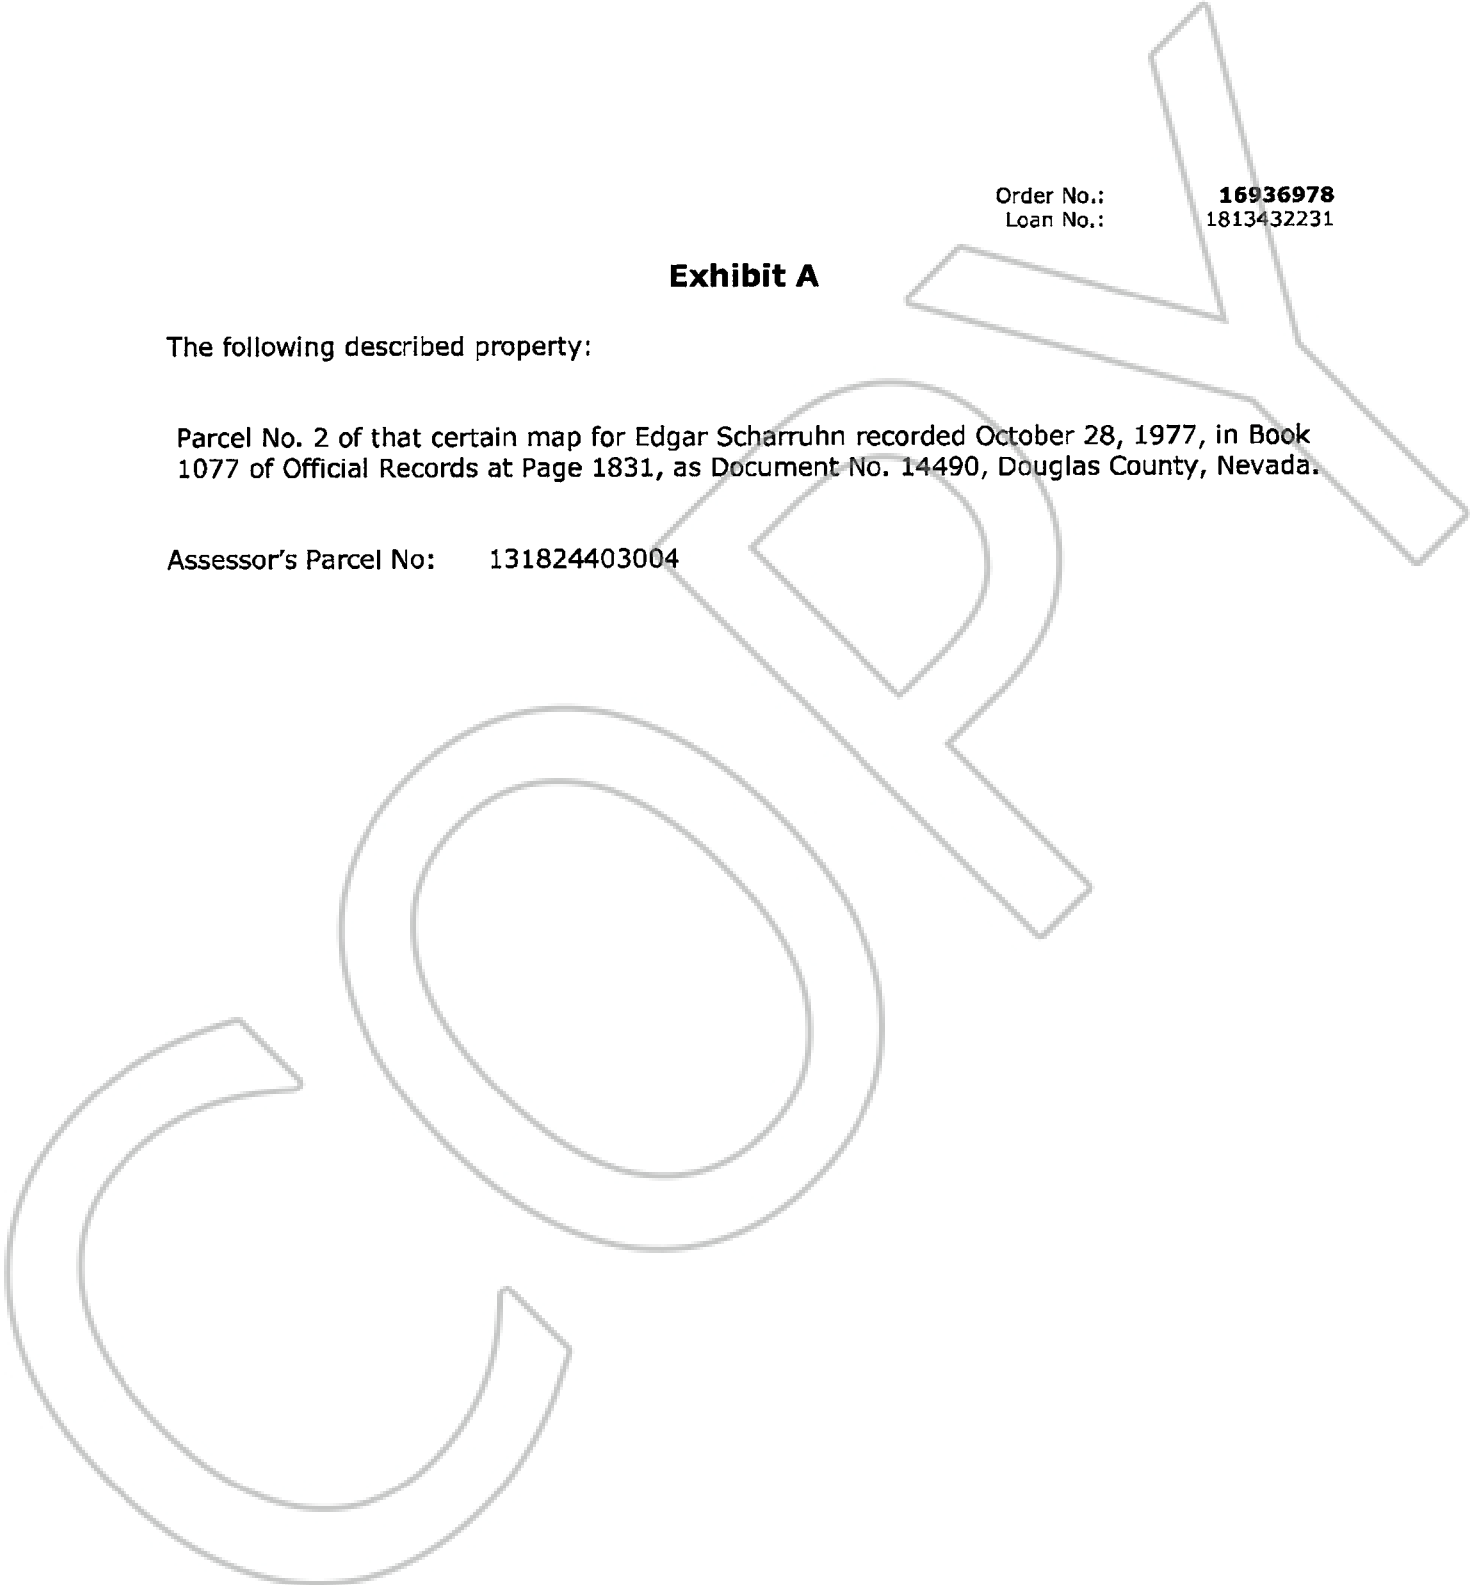 Order No.: 16936978
Loan No.: 1813432231
Exhibit A
The following described property:
Parcel No. 2 of that certain map for Edgar Scharruhn recorded October 28, 1977, in Book
1077 of Official Records at Page 1831, as Document No. 14490, Douglas County, Nevada.
Assessor's Parcel No: 131824403004
COPY